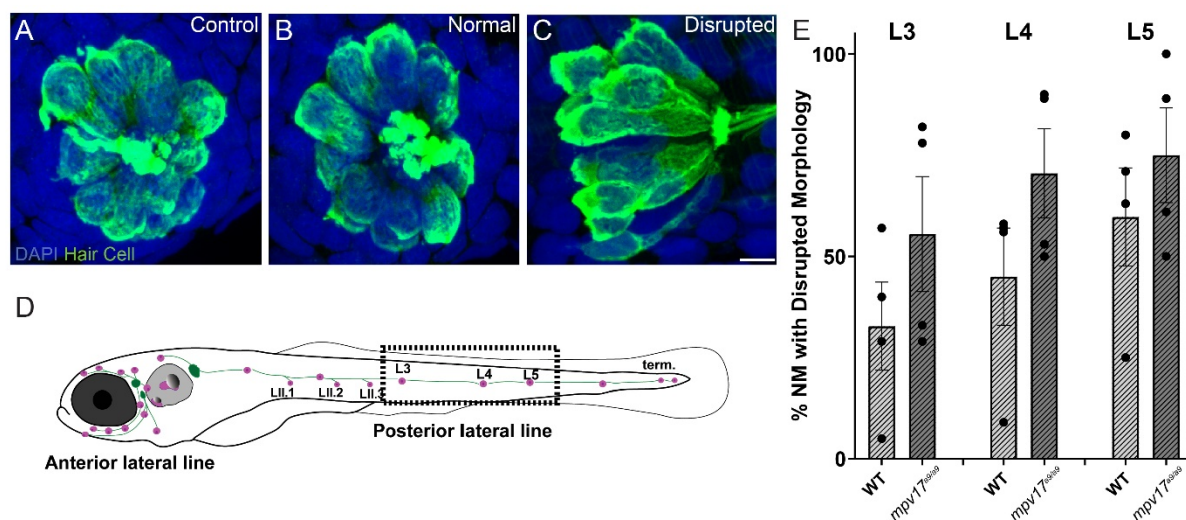 A
Control
B
Normal
C
Disrupted
DAPI Hair Cell
D
L3
L4
L5
term.
LII.1
LII.2
LII.3
Posterior lateral line
Anterior lateral line
E
L3
L4
L5
% NM with Disrupted Morphology
100
50
0
WT
mpv17a9/a9
WT
mpv17a9/a9
WT
mpv17a9/a9